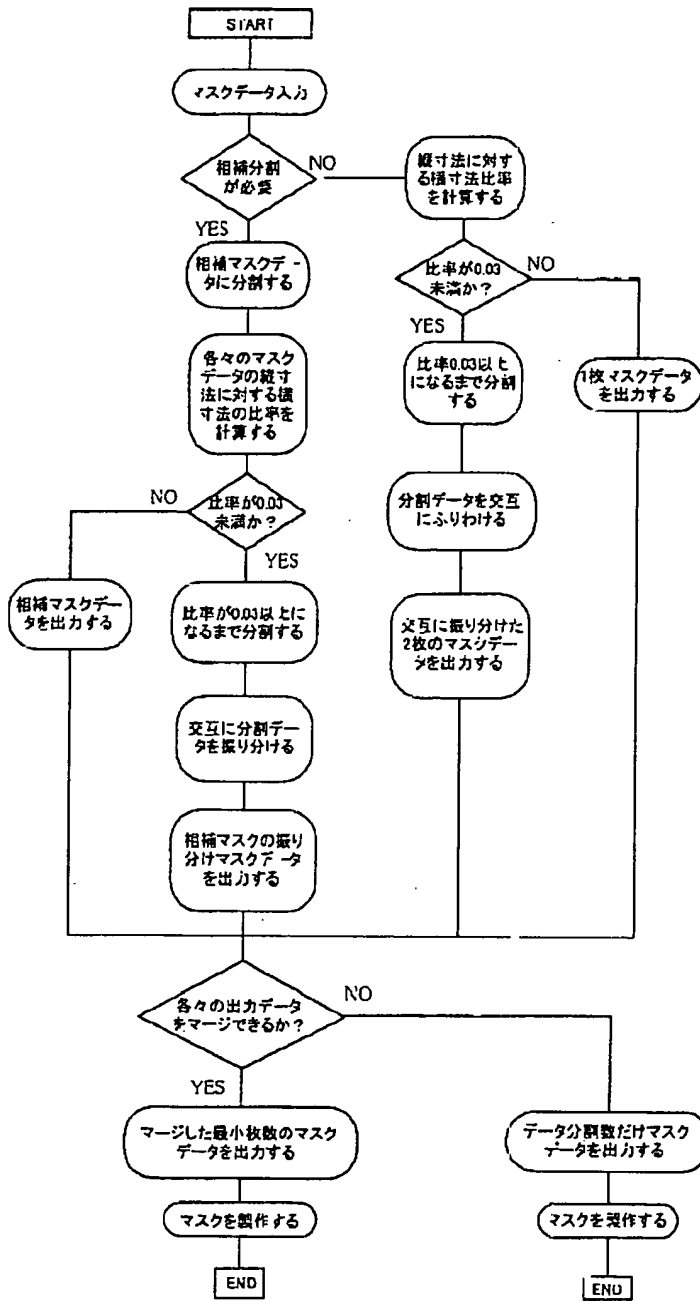 START
マスクデータ入力
相補分割
が必要
NO
YES
縦寸法に対す
る横寸法比率
を計算する
相補マスクデー
タに分割する
比率が0.03
未満か？
NO
YES
各々のマスク
データの縦寸
法に対する横
寸法の比率を
計算する
比率0.03以上
になるまで分割
する
1枚マスクデータ
を出力する
比率が0.03
未満か？
NO
YES
分割データを交互
にふりわける
相補マスクデー
タを出力する
比率が0.03以上に
なるまで分割する
交互に振り分けた
2枚のマスクデー
タを出力する
交互に分割デー
タを振り分ける
相補マスクの振り
分けマスクデータ
を出力する
各々の出力データ
をマージできるか？
NO
YES
マージした最小枚数のマスク
データを出力する
データ分割数だけマスク
データを出力する
マスクを製作する
マスクを製作する
END
END